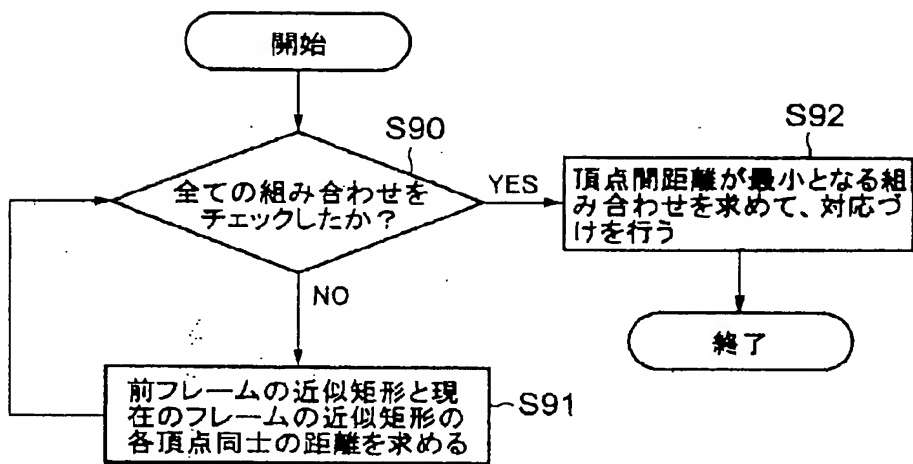 開始
S90
全ての組み合わせを
チェックしたか？
YES
NO
S92
頂点間距離が最小となる組
み合わせを求めて、対応づ
けを行う
終了
前フレームの近似矩形と現
在のフレームの近似矩形の
各頂点同士の距離を求める
S91